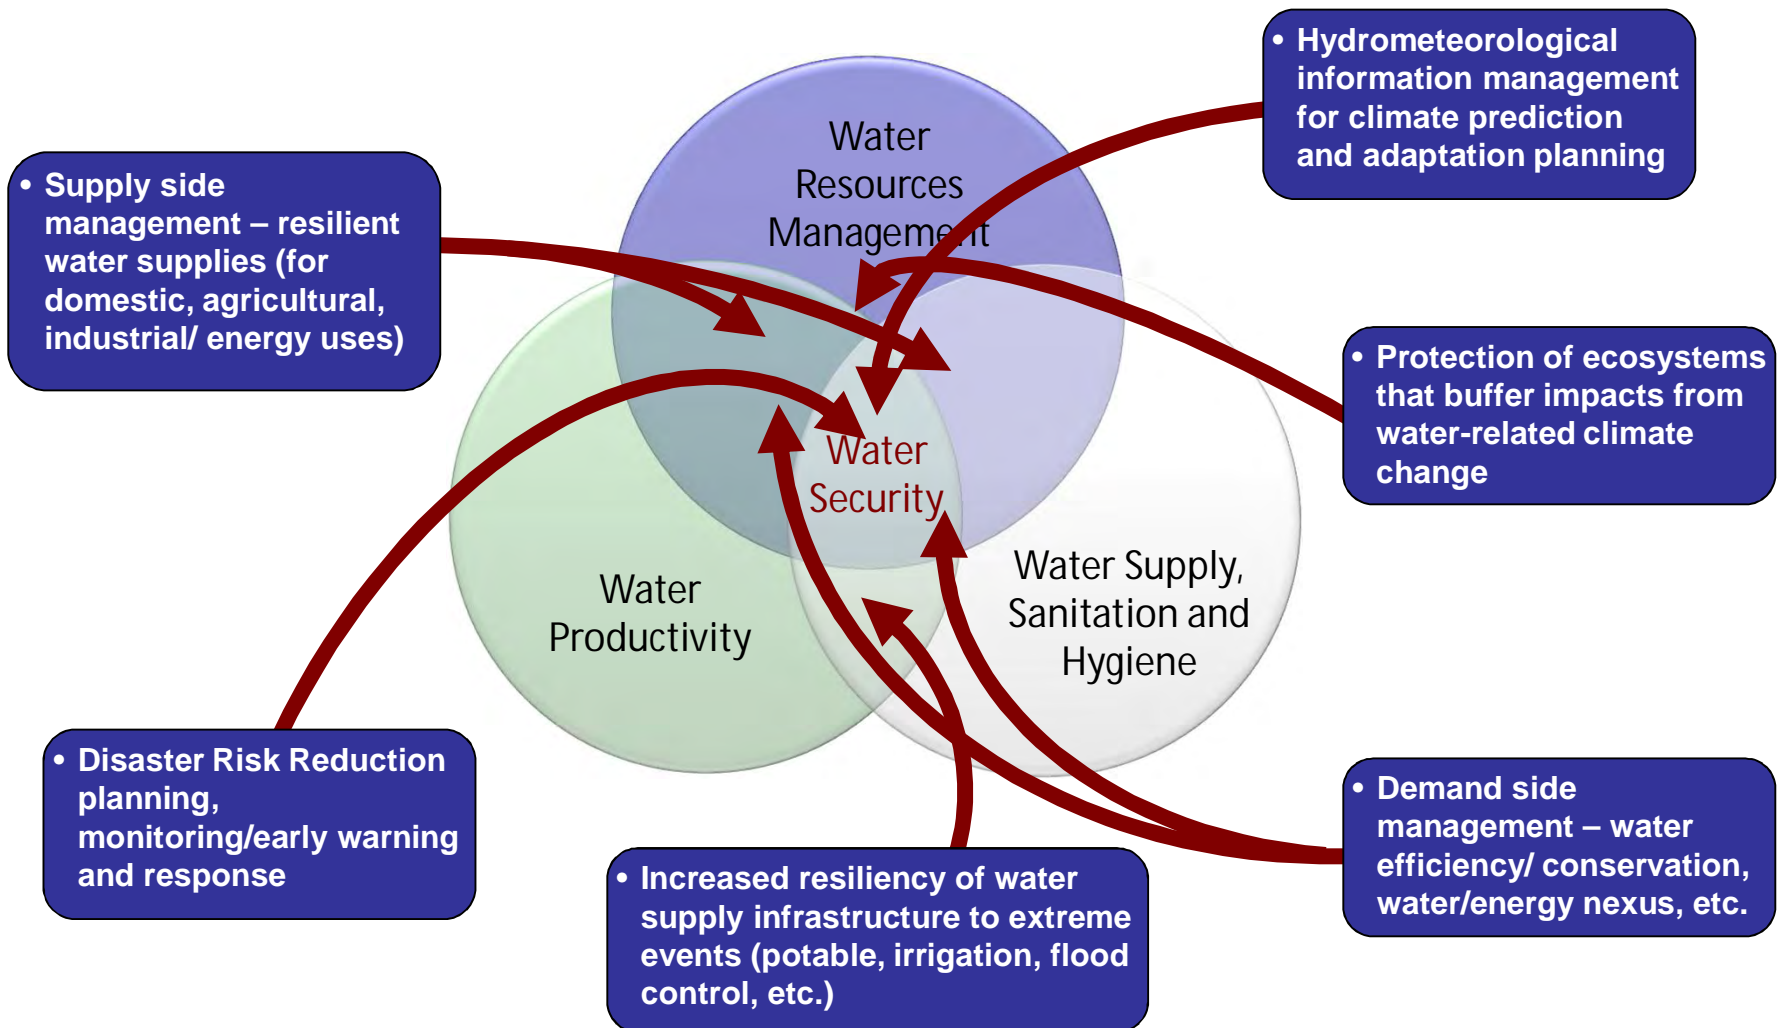 • Hydrometeorological
information management
for climate prediction
and adaptation planning
Water
Resources
Management
• Supply side
management – resilient
water supplies (for
domestic, agricultural,
industrial/ energy uses)
• Protection of ecosystems
that buffer impacts from
water-related climate
change
Water
Security
Water Supply,
Sanitation and
Hygiene
Water
Productivity
• Disaster Risk Reduction
planning,
monitoring/early warning
and response
• Increased resiliency of water
supply infrastructure to extreme
events (potable, irrigation, flood
control, etc.)
• Demand side
management – water
efficiency/ conservation,
water/energy nexus, etc.